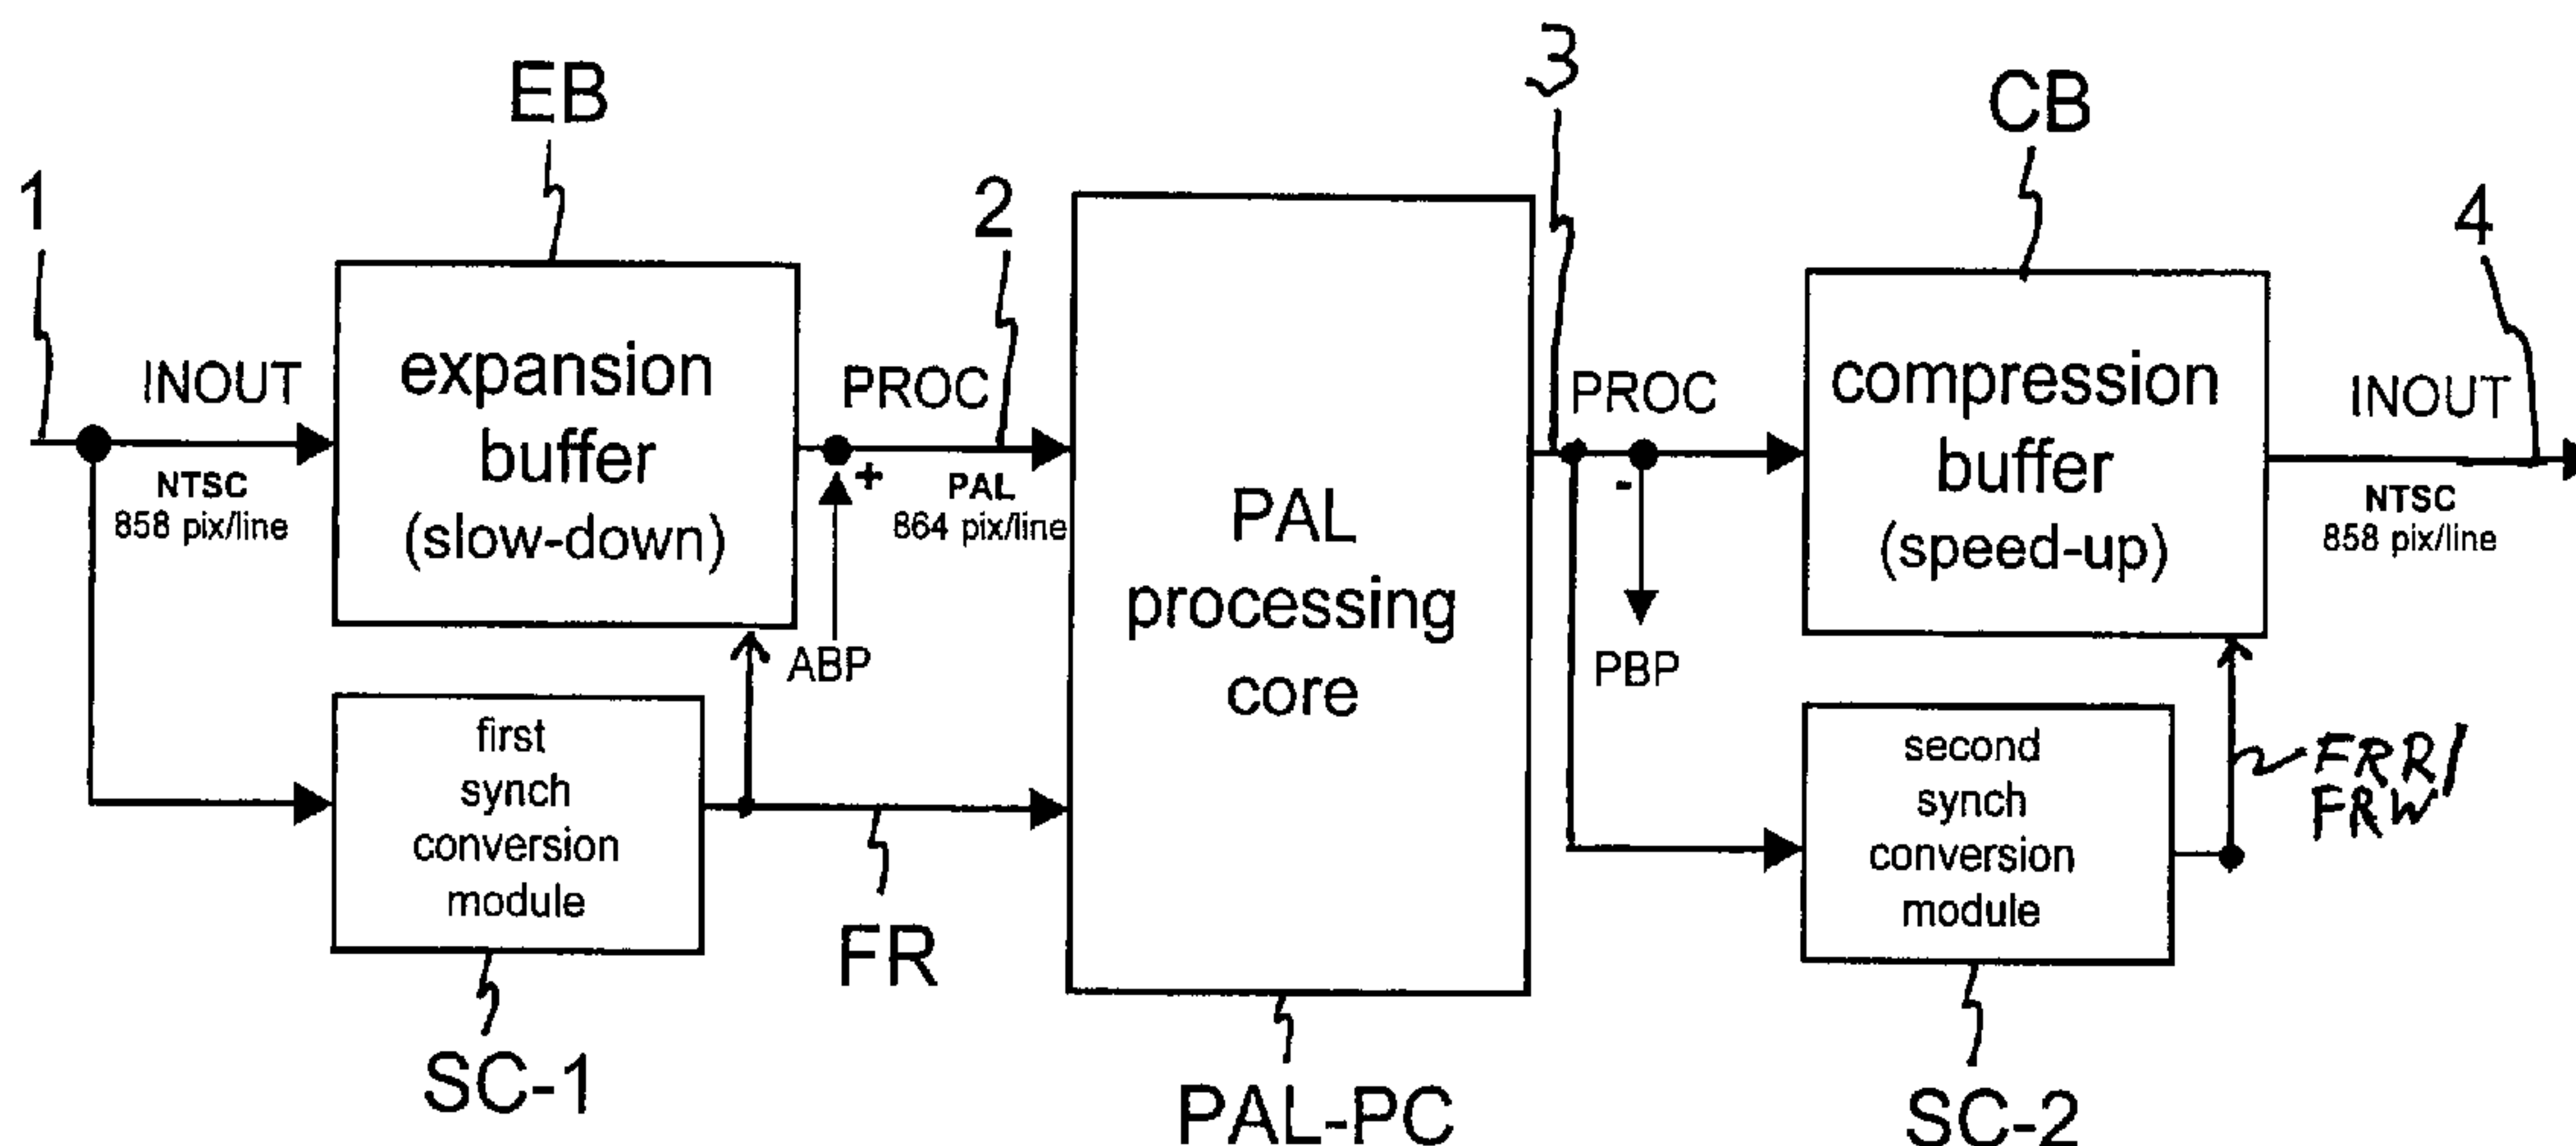 EB
3
CB
1
2
4
INOUT
expansion
buffer
(slow-down)
PROC
NTSC
858 pix/line
+
PAL
864 pix/line
ABP
PAL
processing
core
PROC
-
PBP
compression
buffer
(speed-up)
INOUT
NTSC
858 pix/line
first
synch
conversion
module
FR
second
synch
conversion
module
FRR/
FRW
SC-1
PAL-PC
SC-2